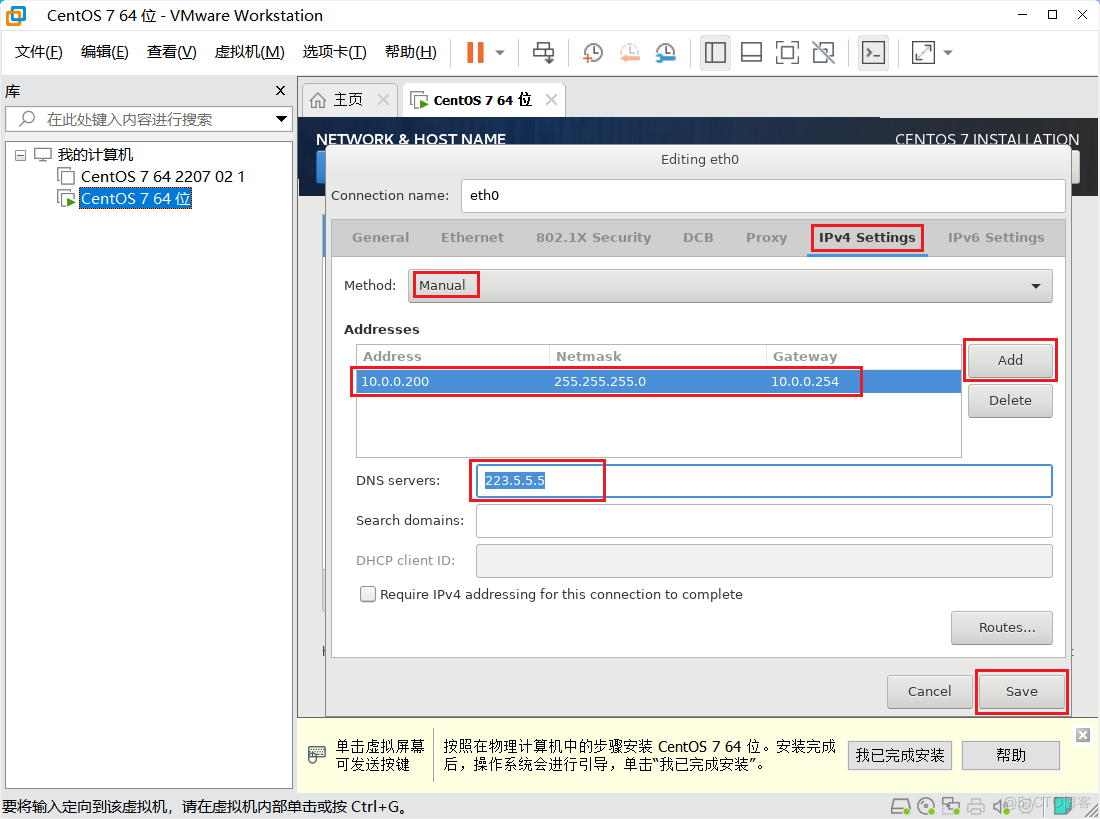 CentOS 7 64 位 - VMware Workstation
文件(F) 编辑(E) 查看(V) 虚拟机(M) 选项卡(T) 帮助(H)
库
在此处键入内容进行搜索
我的计算机
CentOS 7 64 2207 02 1
CentOS 7 64 位
主页 CentOS 7 64 位
NETWORK & HOST NAME CENTOS 7 INSTALLATION
Editing eth0
Connection name: eth0
General Ethernet 802.1X Security DCB Proxy IPv4 Settings IPv6 Settings
Method: Manual
Addresses
Address Netmask Gateway
10.0.0.200 255.255.255.0 10.0.0.254
Add
Delete
DNS servers: 223.5.5.5
Search domains:
DHCP client ID:
Require IPv4 addressing for this connection to complete
Routes...
Cancel Save
单击虚拟屏幕
可发送按键
按照在物理计算机中的步骤安装 CentOS 7 64 位。安装完成
后，操作系统会进行引导，单击“我已完成安装”。
我已完成安装 帮助
要将输入定向到该虚拟机，请在虚拟机内部单击或按 Ctrl+G。
@51CTO博客